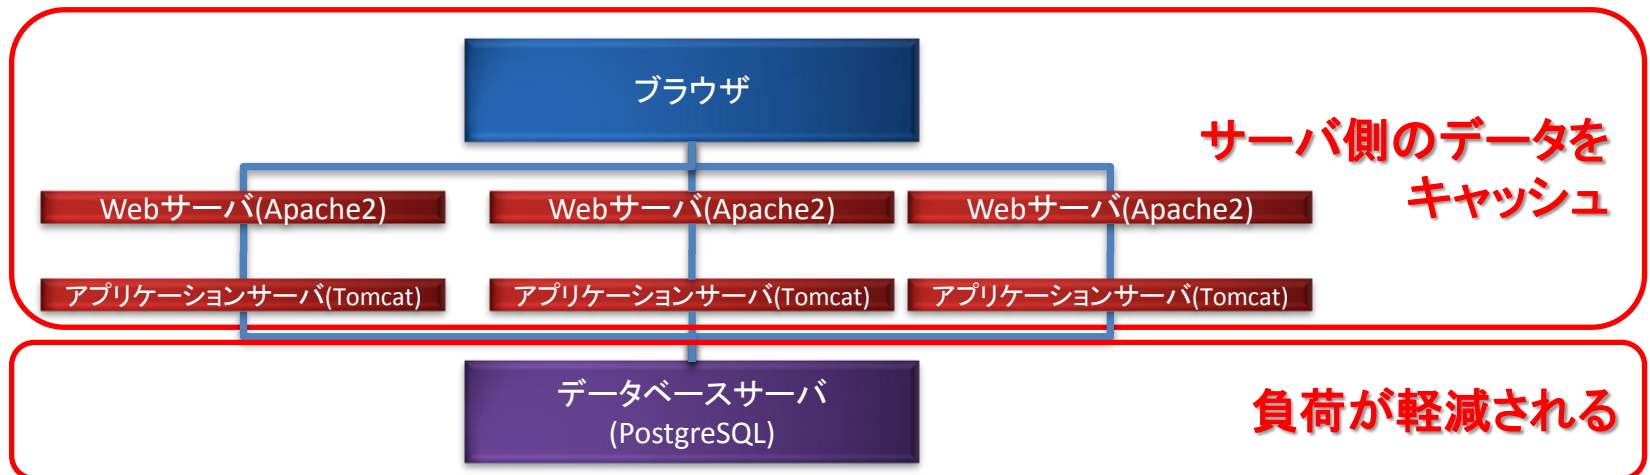 ブラウザ
サーバ側のデータを
キャッシュ
Webサーバ(Apache2)
Webサーバ(Apache2)
Webサーバ(Apache2)
アプリケーションサーバ(Tomcat)
アプリケーションサーバ(Tomcat)
アプリケーションサーバ(Tomcat)
データベースサーバ
(PostgreSQL)
負荷が軽減される